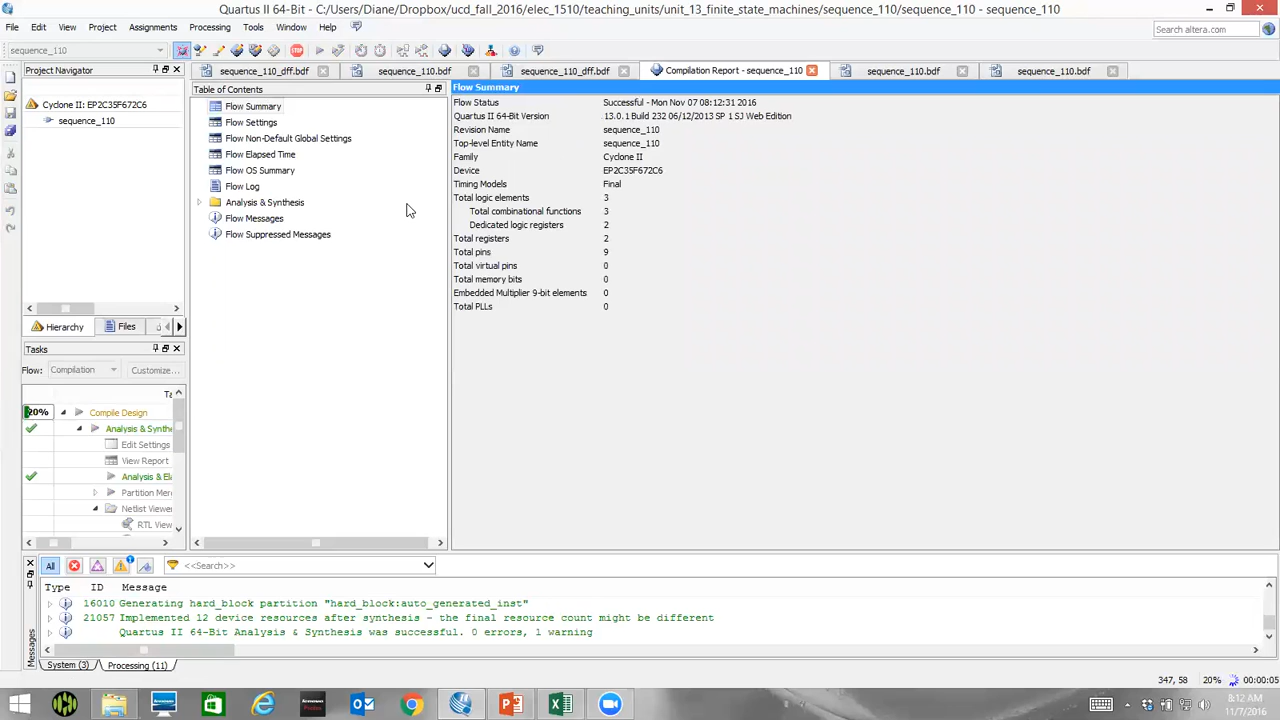 Quartus II 64-Bit - C:/Users/Diane/Dropbox/ucd_fall_2016/elec_1510/teaching_units/unit_13_finite_state_machines/sequence_110/sequence_110 - sequence_110
File Edit View Project Assignments Processing Tools Window Help
Search altera.com
sequence_110
Project Navigator
sequence_110_dff.bdf
sequence_110.bdf
sequence_110_dff.bdf
Compilation Report - sequence_110
sequence_110.bdf
sequence_110.bdf
Cyclone II: EP2C35F672C6
sequence_110
Hierarchy
Files
Tasks
Flow: Compilation
Customize...
Ta
20% Compile Design
Analysis & Synthe
Edit Settings
View Report
Analysis & Ela
Partition Merg
Netlist Viewer
RTL View
Table of Contents
Flow Summary
Flow Settings
Flow Non-Default Global Settings
Flow Elapsed Time
Flow OS Summary
Flow Log
Analysis & Synthesis
Flow Messages
Flow Suppressed Messages
Flow Summary
Flow Status Successful - Mon Nov 07 08:12:31 2016
Quartus II 64-Bit Version 13.0.1 Build 232 06/12/2013 SP 1 SJ Web Edition
Revision Name sequence_110
Top-level Entity Name sequence_110
Family Cyclone II
Device EP2C35F672C6
Timing Models Final
Total logic elements 3
Total combinational functions 3
Dedicated logic registers 2
Total registers 2
Total pins 9
Total virtual pins 0
Total memory bits 0
Embedded Multiplier 9-bit elements 0
Total PLLs 0
All
<<Search>>
Type ID Message
16010 Generating hard_block partition "hard_block:auto_generated_inst"
21057 Implemented 12 device resources after synthesis - the final resource count might be different
Quartus II 64-Bit Analysis & Synthesis was successful. 0 errors, 1 warning
Messages
System (3)
Processing (11)
347, 58
20%
00:00:05
8:12 AM
11/7/2016